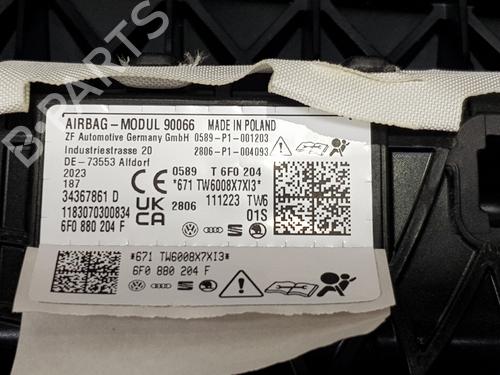 AIRBAG-MODUL 90066 MADE IN POLAND
ZF Automotive Germany GmbH 0589-P1-001203
Industriestrasse 20 2806-P1-004093
DE-73553 Alfdorf
2023 0589 T 6F0 204
187 *671 TW6008X7XI3*
34367861 D CE 111223 TW6
1183070300834 UKCA 2806 01S
6F0 880 204 F
*671 TW6008X7XI3*
6F0 880 204 F
B-PARTS